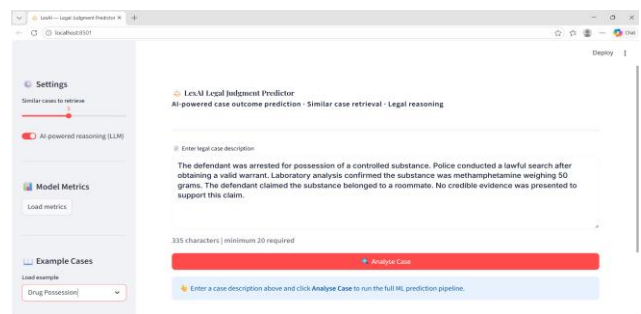 LexAI — Legal Judgment Predictor
localhost:8501
Chat
Deploy
Settings
Similar cases to retrieve
AI-powered reasoning (LLM)
Model Metrics
Load metrics
Example Cases
Load example
Drug Possession
LexAI Legal Judgment Predictor
AI-powered case outcome prediction · Similar case retrieval · Legal reasoning
Enter legal case description
The defendant was arrested for possession of a controlled substance. Police conducted a lawful search after
obtaining a valid warrant. Laboratory analysis confirmed the substance was methamphetamine weighing 50
grams. The defendant claimed the substance belonged to a roommate. No credible evidence was presented to
support this claim.
335 characters | minimum 20 required
Analyse Case
Enter a case description above and click Analyse Case to run the full ML prediction pipeline.